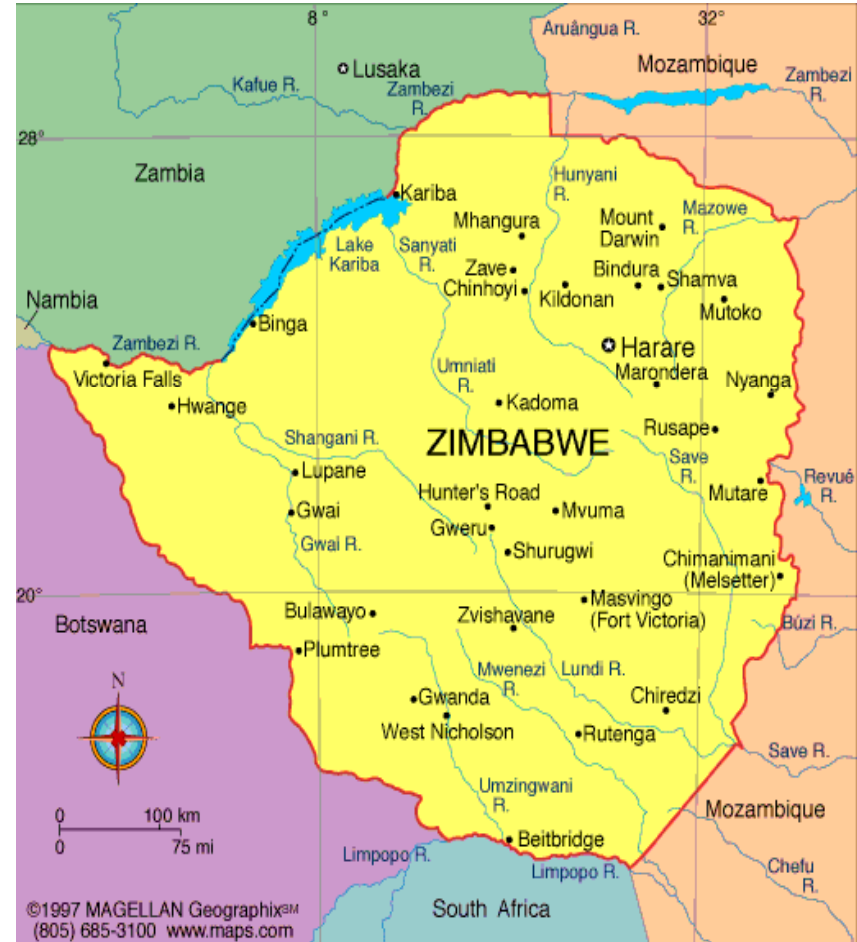 8°
32°
Aruângua R.
Lusaka
Mozambique
Kafue R.
Zambezi
R.
Zambezi
R.
28°
Zambia
Hunyani
R.
Kariba
Mazowe
R.
Mhangura
Mount
Darwin
Lake
Kariba
Sanyati
R.
Zave
Bindura
Shamva
Chinhoyi
Kildonan
Mutoko
Nambia
Binga
Zambezi R.
Harare
Victoria Falls
Umniati
R.
Marondera
Nyanga
Hwange
Kadoma
Shangani R.
ZIMBABWE
Rusape
Save
R.
Lupane
Revué
R.
Hunter's Road
Mutare
Gwai
Mvuma
Gweru
Gwai R.
Shurugwi
Chimanimani
(Melsetter)
20°
Bulawayo
Zvishavane
Masvingo
(Fort Victoria)
Botswana
Búzi R.
Plumtree
Mwenezi
R.
Lundi R.
N
Gwanda
Chiredzi
West Nicholson
Rutenga
Save R.
Umzingwani
R.
0 100 km
0 75 mi
Mozambique
Beitbridge
Limpopo R.
Limpopo R.
Chefu
R.
©1997 MAGELLAN Geographix℠
(805) 685-3100 www.maps.com
South Africa